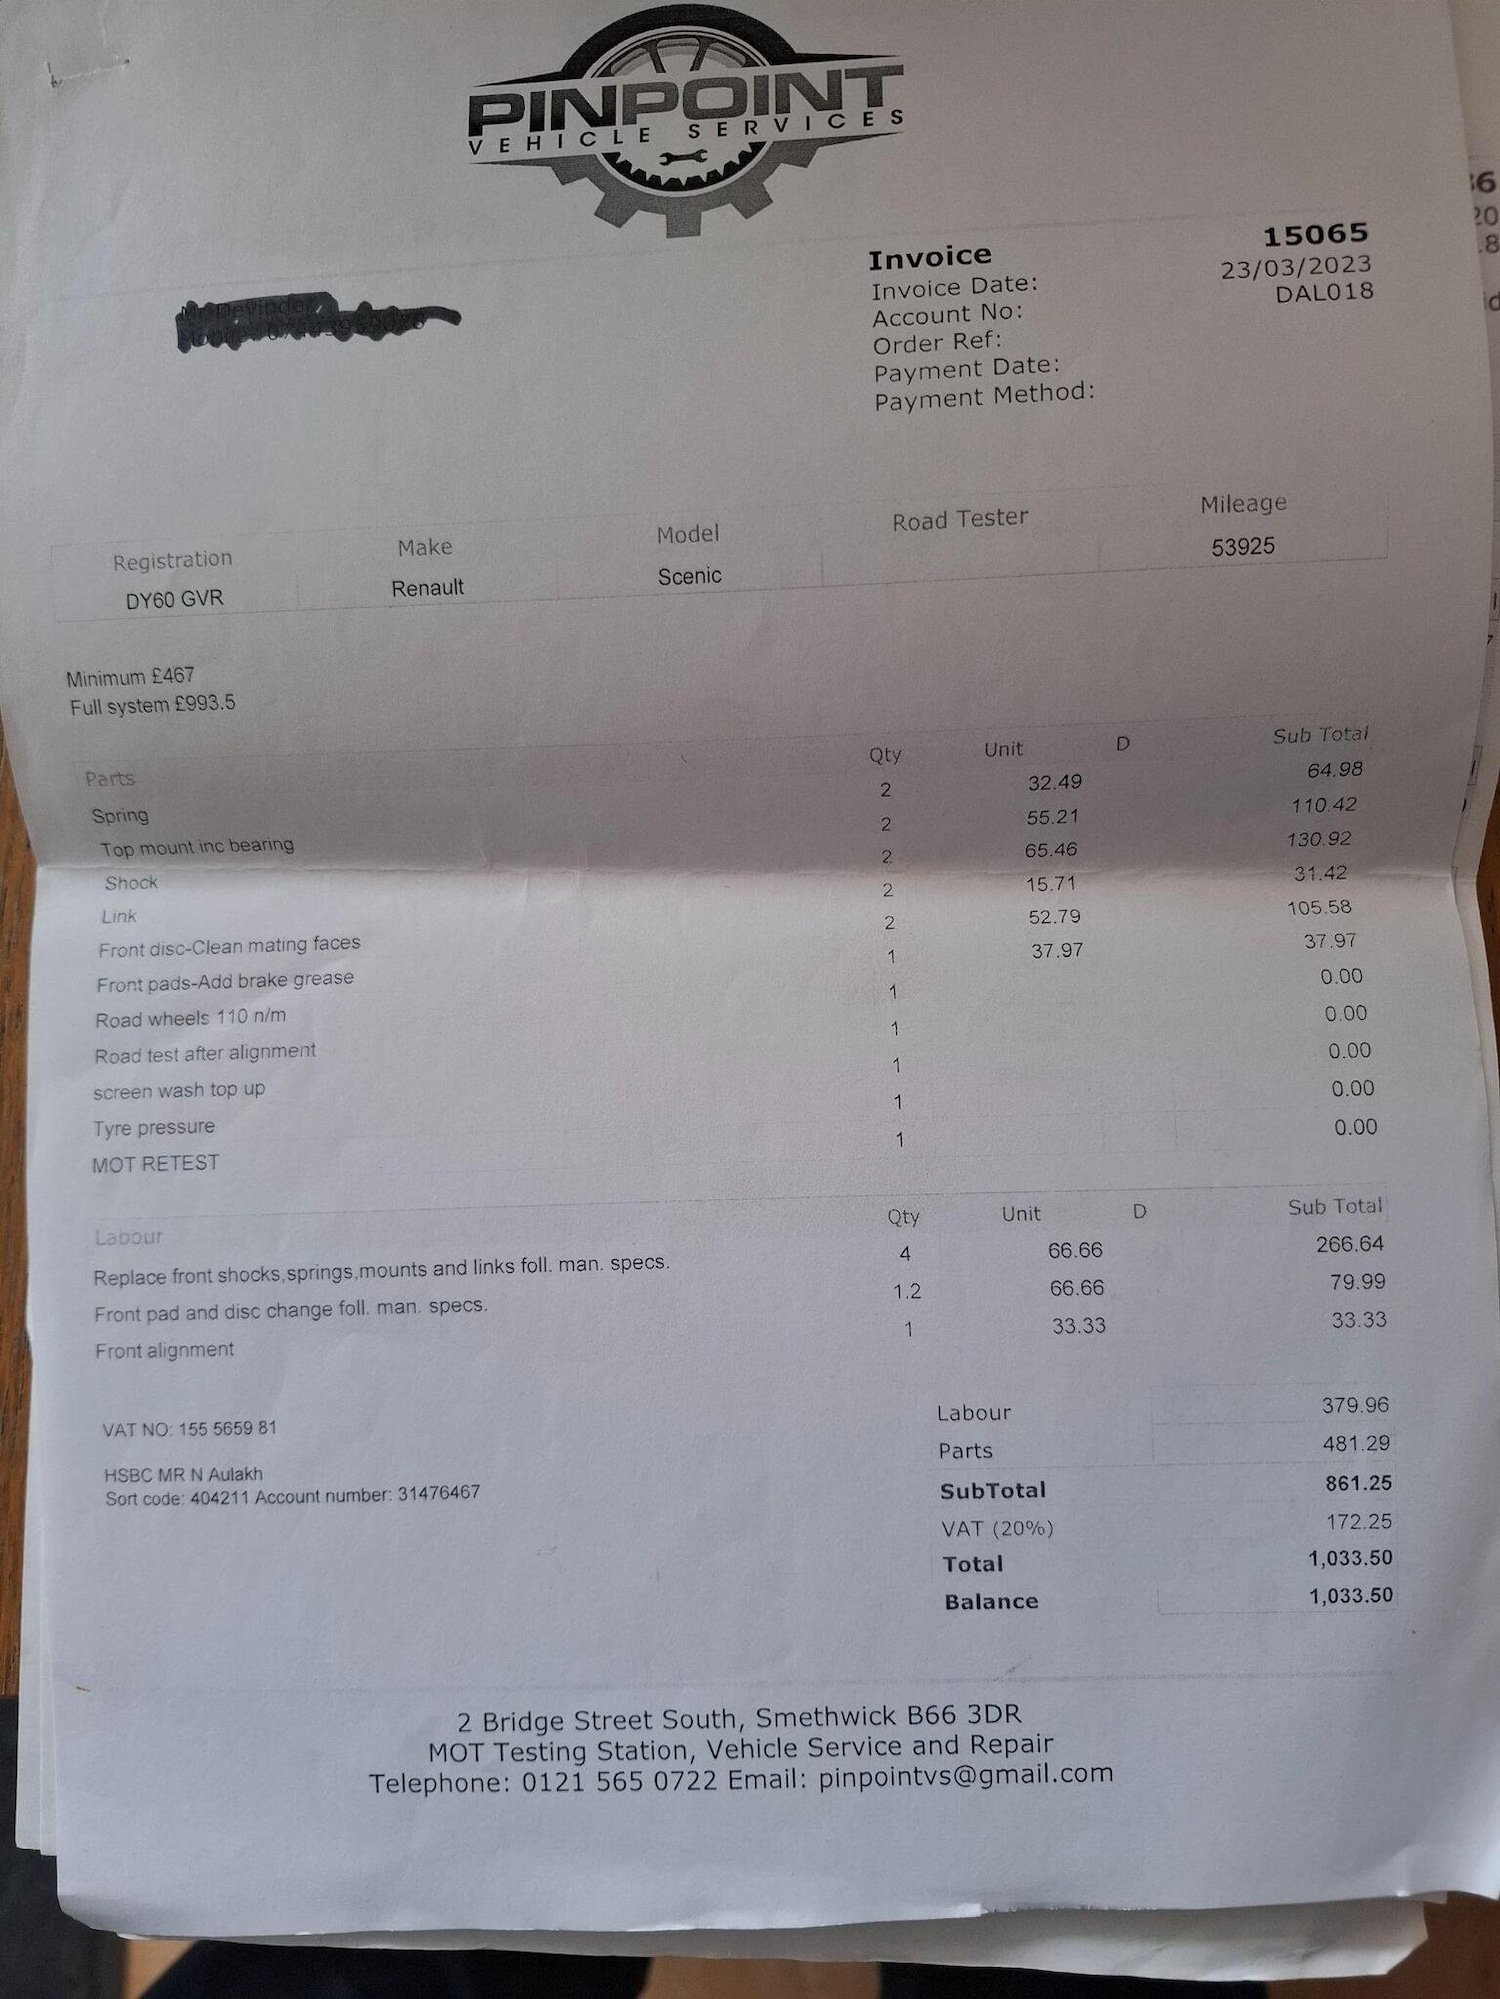 PINPOINT
VEHICLE SERVICES
Invoice 15065
Invoice Date: 23/03/2023
Account No: DAL018
Order Ref:
Payment Date:
Payment Method:
Registration Make Model Road Tester Mileage
DY60 GVR Renault Scenic 53925
Minimum £467
Full system £993.5
Parts Qty Unit D Sub Total
Spring 2 32.49 64.98
Top mount inc bearing 2 55.21 110.42
Shock 2 65.46 130.92
Link 2 15.71 31.42
Front disc-Clean mating faces 2 52.79 105.58
Front pads-Add brake grease 1 37.97 37.97
Road wheels 110 n/m 1 0.00
Road test after alignment 1 0.00
screen wash top up 1 0.00
Tyre pressure 1 0.00
MOT RETEST 1 0.00
Labour Qty Unit D Sub Total
Replace front shocks,springs,mounts and links foll. man. specs. 4 66.66 266.64
Front pad and disc change foll. man. specs. 1.2 66.66 79.99
Front alignment 1 33.33 33.33
VAT NO: 155 5659 81
HSBC MR N Aulakh
Sort code: 404211 Account number: 31476467
Labour 379.96
Parts 481.29
SubTotal 861.25
VAT (20%) 172.25
Total 1,033.50
Balance 1,033.50
2 Bridge Street South, Smethwick B66 3DR
MOT Testing Station, Vehicle Service and Repair
Telephone: 0121 565 0722 Email: pinpointvs@gmail.com